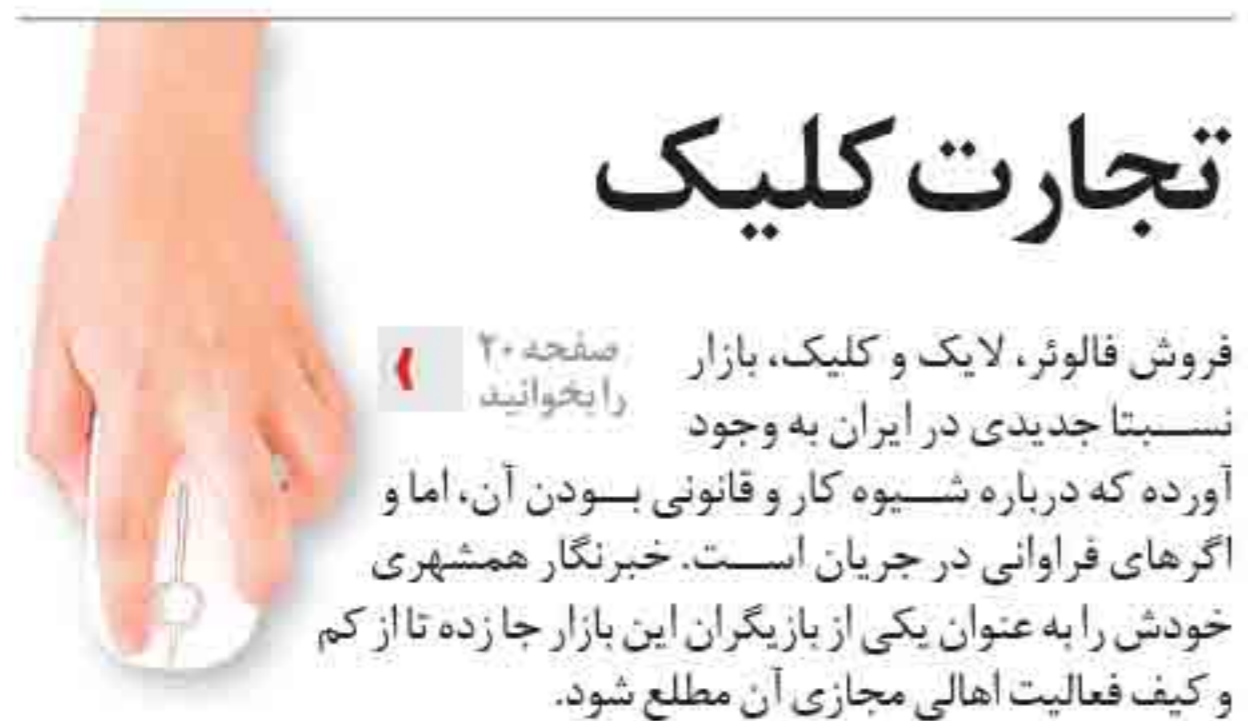 تجارت کلیک
فروش فالوئر، لایک و کلیک، بازار
نسبتا جدیدی در ایران به وجود
آورده که درباره شیوه کار و قانونی بودن آن، اما و
اگرهای فراوانی در جریان است. خبرنگار همشهری
خودش را به عنوان یکی از بازیگران این بازار جا زده تا از کم
و کیف فعالیت اهالی مجازی آن مطلع شود.
صفحه ۲۰
را بخوانید